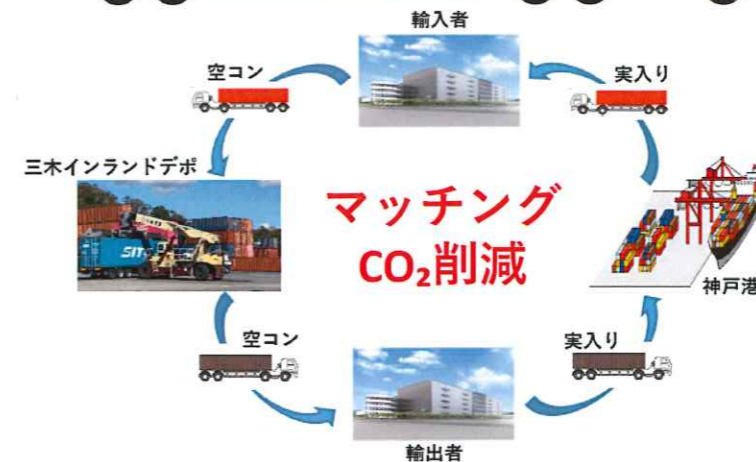 輸入者
空コン
実入り
三木インランドデポ
マッチング
CO₂削減
神戸港
空コン
実入り
輸出者